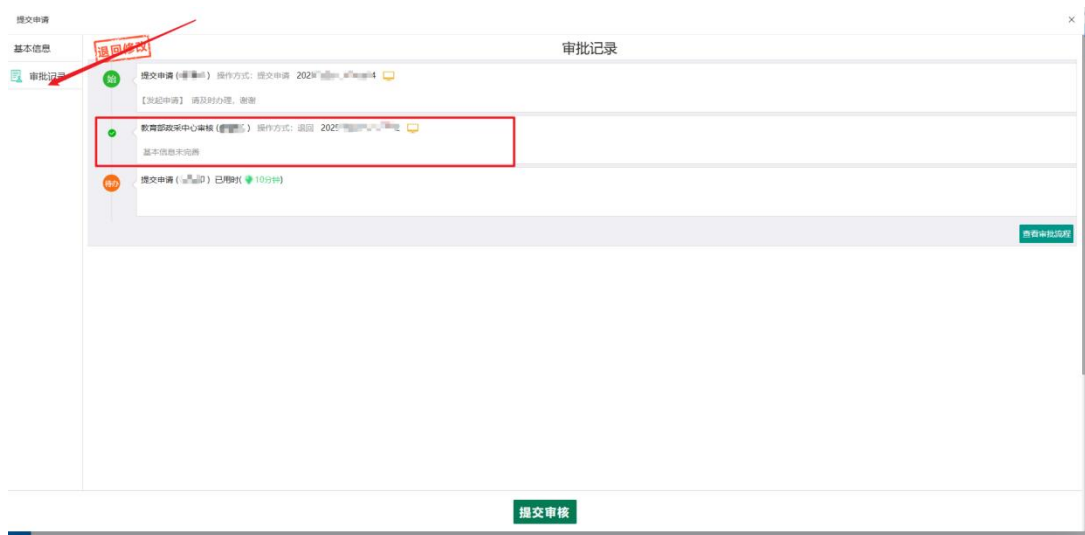 提交申请
×
基本信息
审批记录
退回修改
审批记录
始
提交申请 ( ) 操作方式：提交申请 202 4
【发起申请】 请及时办理，谢谢
教育部政采中心审核 ( ) 操作方式：退回 2025
基本信息未完善
待办
提交申请 ( ) 已用时( 10分钟)
查看审批流程
提交审核